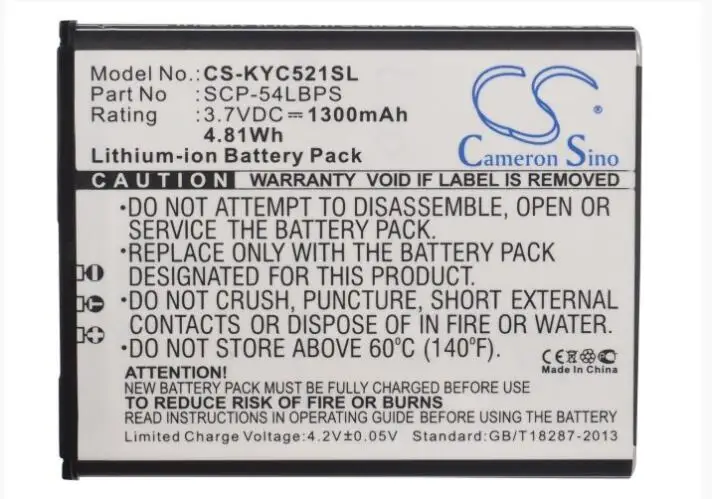 Model No.: CS-KYC521SL
Part No. : SCP-54LBPS
Rating : 3.7VDC⎓1300mAh
4.81Wh
Lithium-ion Battery Pack
CS
Cameron Sino
CAUTION WARRANTY VOID IF LABEL IS REMOVED
·DO NOT ATTEMPT TO DISASSEMBLE, OPEN OR
SERVICE THE BATTERY PACK.
·REPLACE ONLY WITH THE BATTERY PACK
DESIGNATED FOR THIS PRODUCT.
·DO NOT CRUSH, PUNCTURE, SHORT EXTERNAL
CONTACTS, OR DISPOSE OF IN FIRE OR WATER.
·DO NOT STORE ABOVE 60°C (140°F).
CE
Made In China
ATTENTION!
NEW BATTERY PACK MUST BE FULLY CHARGED BEFORE USE
TO REDUCE RISK OF FIRE OR BURNS
READ INSTRUCTIONS IN OPERATING GUIDE BEFORE USING BATTERY
Limited Charge Voltage:4.2V±0.05V Standard:GB/T18287-2013